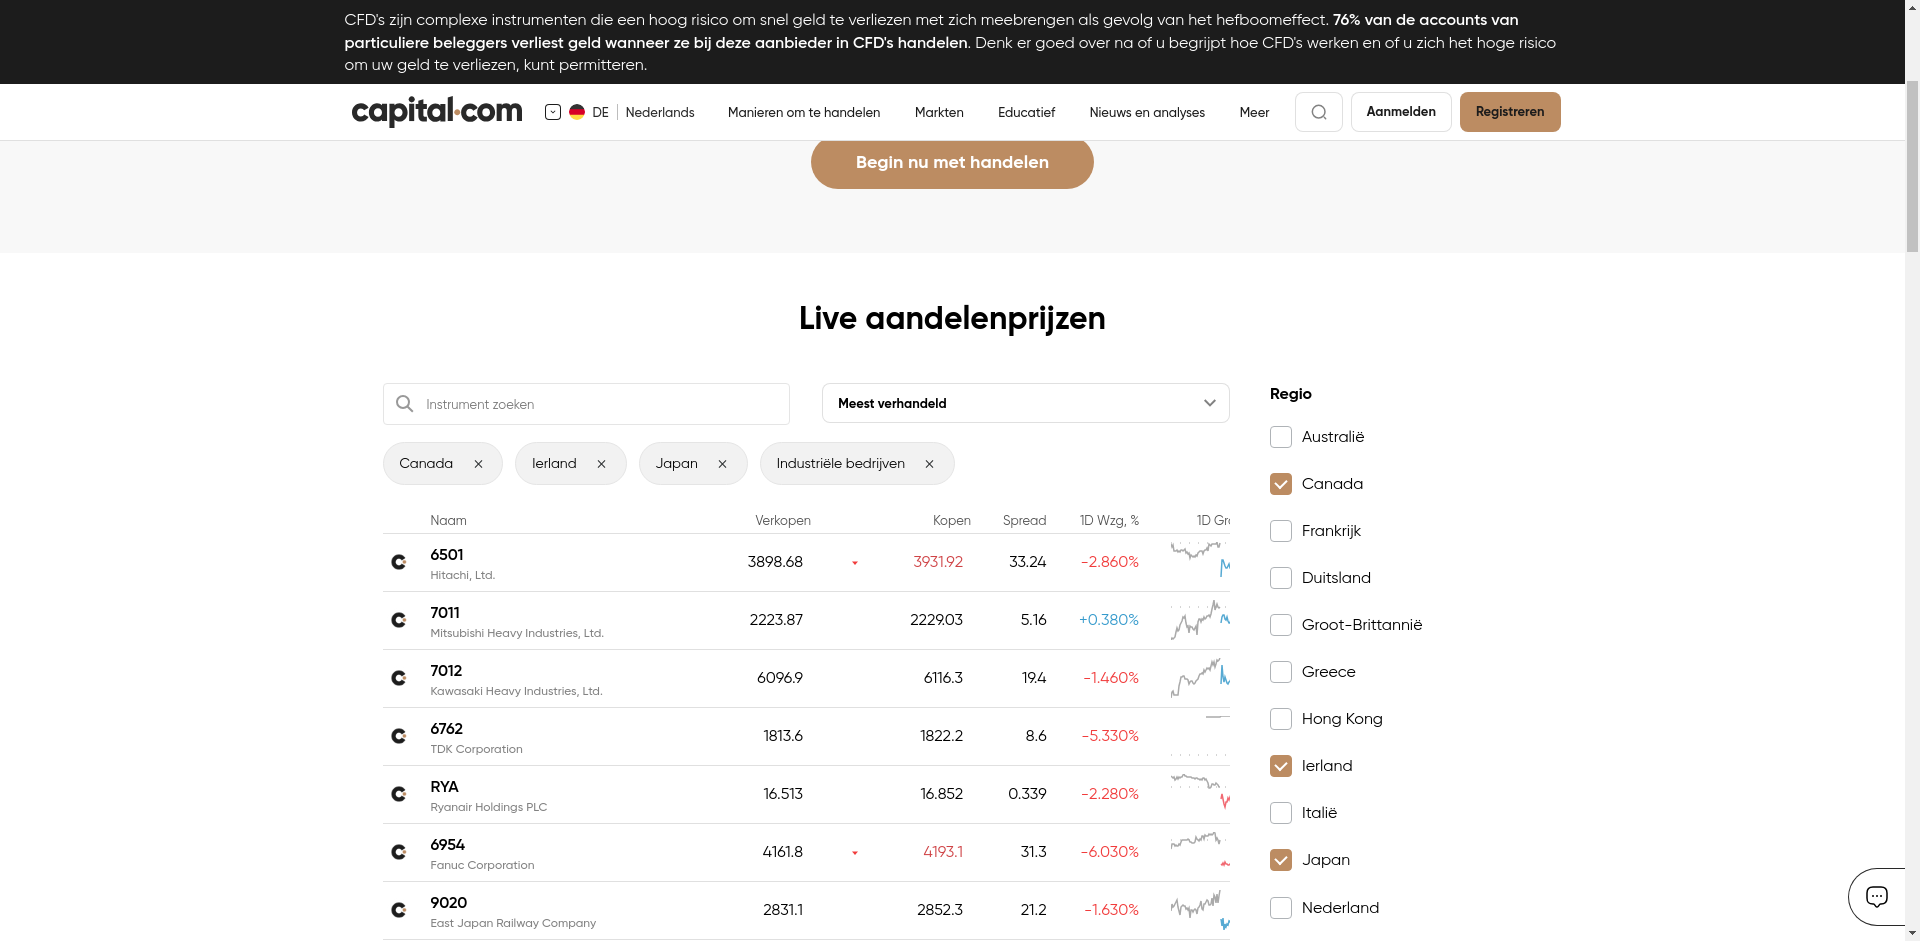 CFD's zijn complexe instrumenten die een hoog risico om snel geld te verliezen met zich meebrengen als gevolg van het hefboomeffect. 76% van de accounts van
particuliere beleggers verliest geld wanneer ze bij deze aanbieder in CFD's handelen. Denk er goed over na of u begrijpt hoe CFD's werken en of u zich het hoge risico
om uw geld te verliezen, kunt permitteren.
capital.com DE Nederlands Manieren om te handelen Markten Educatief Nieuws en analyses Meer Aanmelden Registreren
Begin nu met handelen
Live aandelenprijzen
Instrument zoeken Meest verhandeld
Canada Ierland Japan Industriële bedrijven
Naam Verkopen Kopen Spread 1D Wzg, % 1D Gr
6501 3898.68 3931.92 33.24 -2.860%
Hitachi, Ltd.
7011 2223.87 2229.03 5.16 +0.380%
Mitsubishi Heavy Industries, Ltd.
7012 6096.9 6116.3 19.4 -1.460%
Kawasaki Heavy Industries, Ltd.
6762 1813.6 1822.2 8.6 -5.330%
TDK Corporation
RYA 16.513 16.852 0.339 -2.280%
Ryanair Holdings PLC
6954 4161.8 4193.1 31.3 -6.030%
Fanuc Corporation
9020 2831.1 2852.3 21.2 -1.630%
East Japan Railway Company
Regio
Australië
Canada
Frankrijk
Duitsland
Groot-Brittannië
Greece
Hong Kong
Ierland
Italië
Japan
Nederland